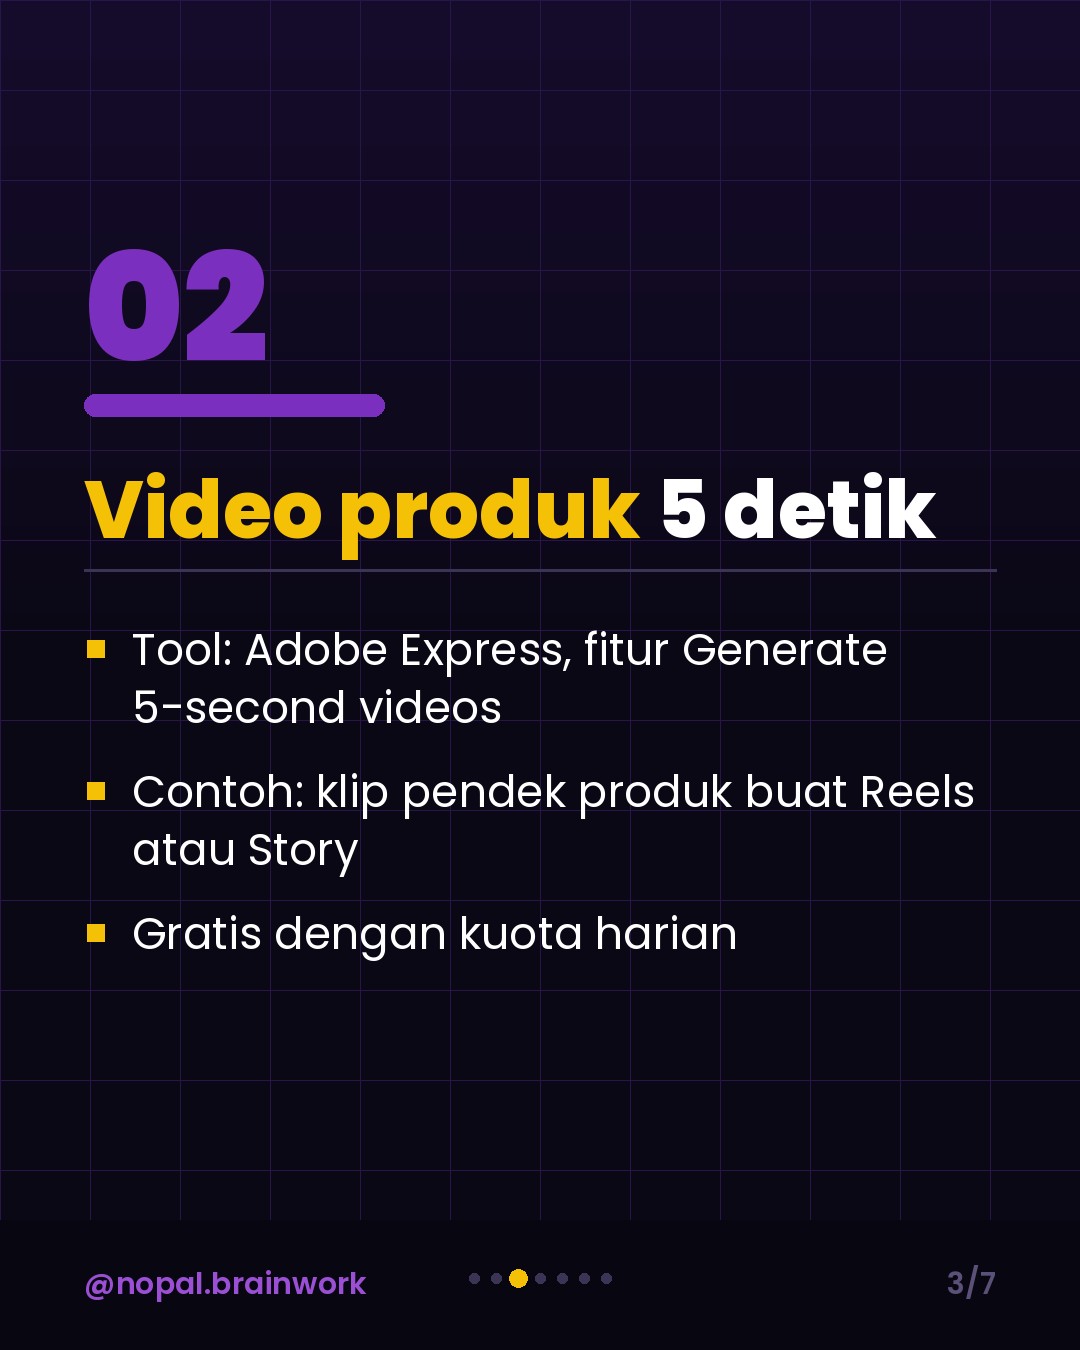 02
Video produk 5 detik
Tool: Adobe Express, fitur Generate
5-second videos
Contoh: klip pendek produk buat Reels
atau Story
Gratis dengan kuota harian
@nopal.brainwork
3/7